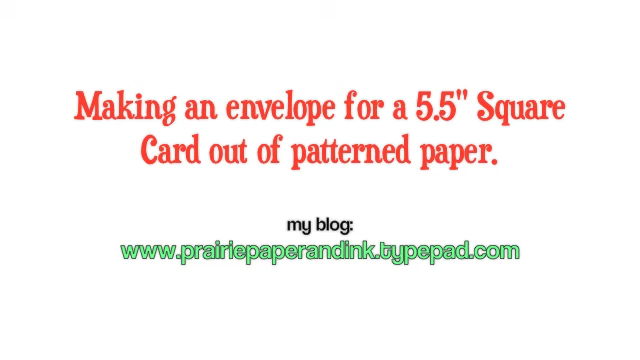 Making an envelope for a 5.5" Square
Card out of patterned paper.
my blog:
www.prairiepaperandink.typepad.com